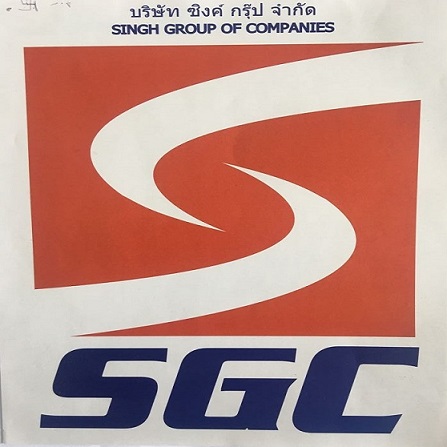 บริษัท ซิงค์ กรุ๊ป จำกัด
SINGH GROUP OF COMPANIES
SGC